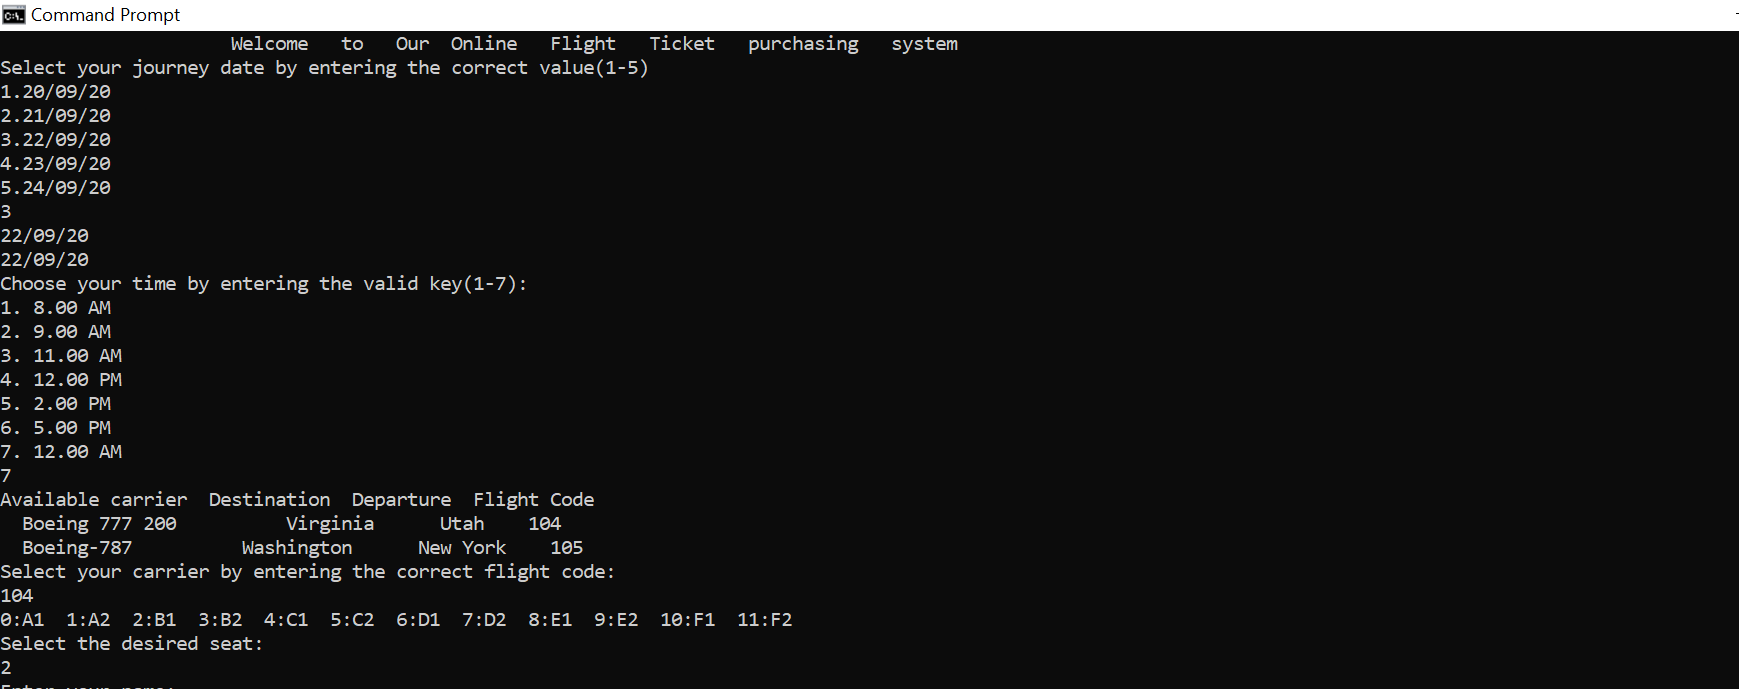 Command Prompt
Welcome to Our Online Flight Ticket purchasing system
Select your journey date by entering the correct value(1-5)
1.20/09/20
2.21/09/20
3.22/09/20
4.23/09/20
5.24/09/20
3
22/09/20
22/09/20
Choose your time by entering the valid key(1-7):
1. 8.00 AM
2. 9.00 AM
3. 11.00 AM
4. 12.00 PM
5. 2.00 PM
6. 5.00 PM
7. 12.00 AM
7
Available carrier  Destination  Departure  Flight Code
Boeing 777 200  Virginia  Utah  104
Boeing-787  Washington  New York  105
Select your carrier by entering the correct flight code:
104
0:A1  1:A2  2:B1  3:B2  4:C1  5:C2  6:D1  7:D2  8:E1  9:E2  10:F1  11:F2
Select the desired seat:
2
Enter your name: